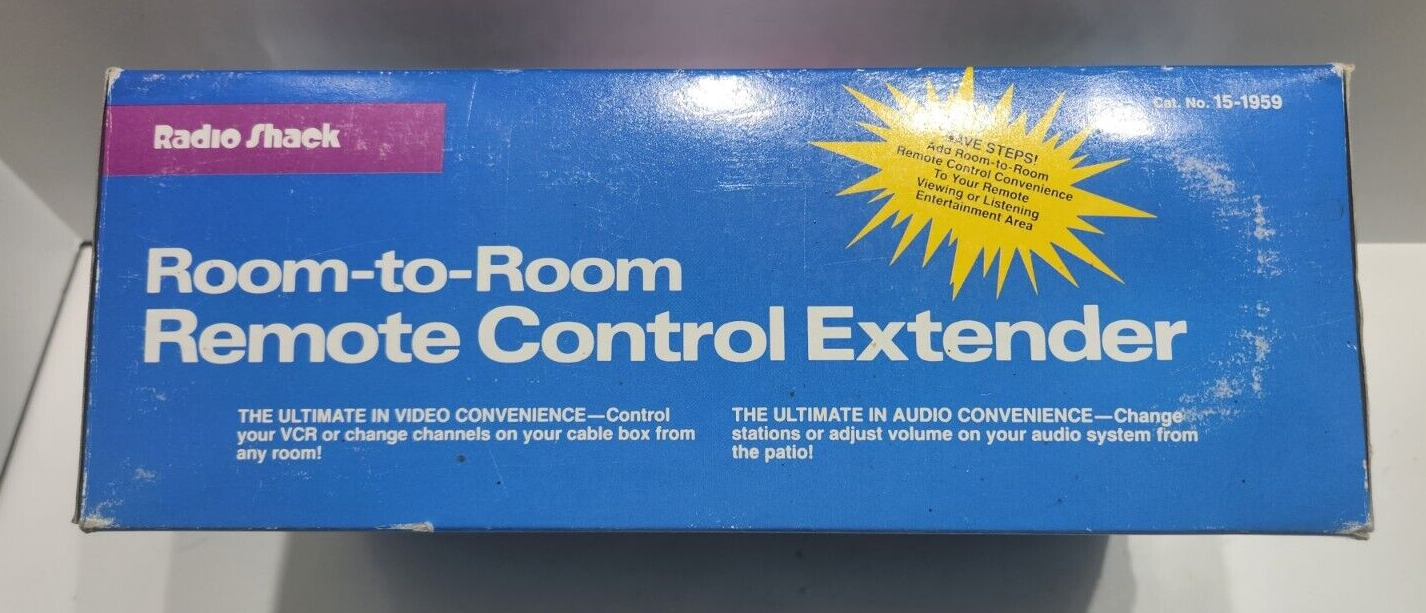 Radio Shack
Cat. No. 15-1959
SAVE STEPS!
Add Room-to-Room
Remote Control Convenience
To Your Remote
Viewing or Listening
Entertainment Area
Room-to-Room
Remote Control Extender
THE ULTIMATE IN VIDEO CONVENIENCE—Control
your VCR or change channels on your cable box from
any room!
THE ULTIMATE IN AUDIO CONVENIENCE—Change
stations or adjust volume on your audio system from
the patio!